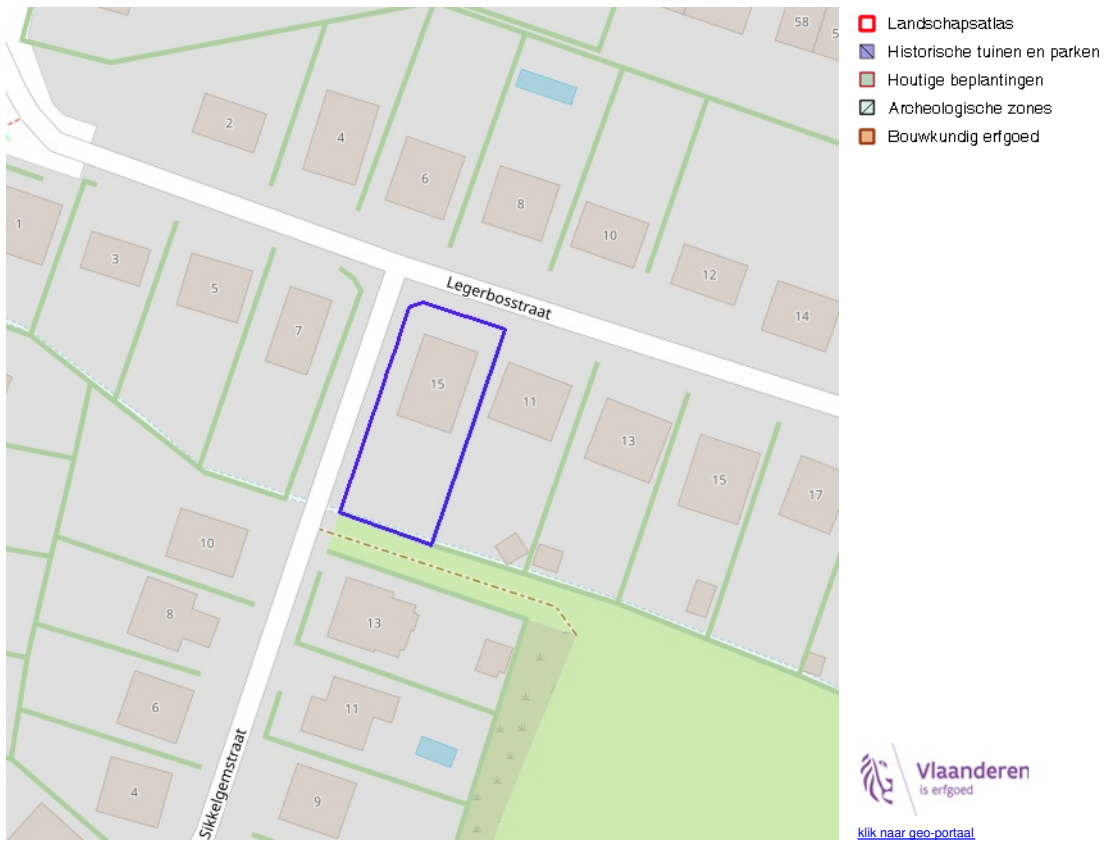 58
5
2
4
6
8
10
12
14
1
3
5
7
Legerbosstraat
15
11
13
15
17
10
8
6
4
13
11
9
Sikkelgemstraat
Landschapsatlas
Historische tuinen en parken
Houtige beplantingen
Archeologische zones
Bouwkundig erfgoed
Vlaanderen
is erfgoed
klik naar geo-portaal